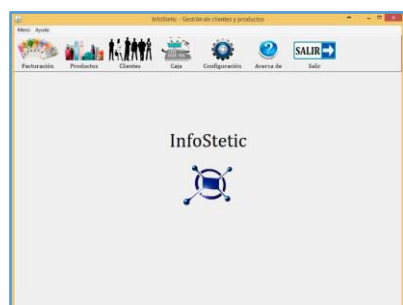 InfoStetic - Gestión de clientes y productos
Menú Ayuda
SALIR
Facturación Productos Clientes Caja Configuración Acerca de Salir
InfoStetic